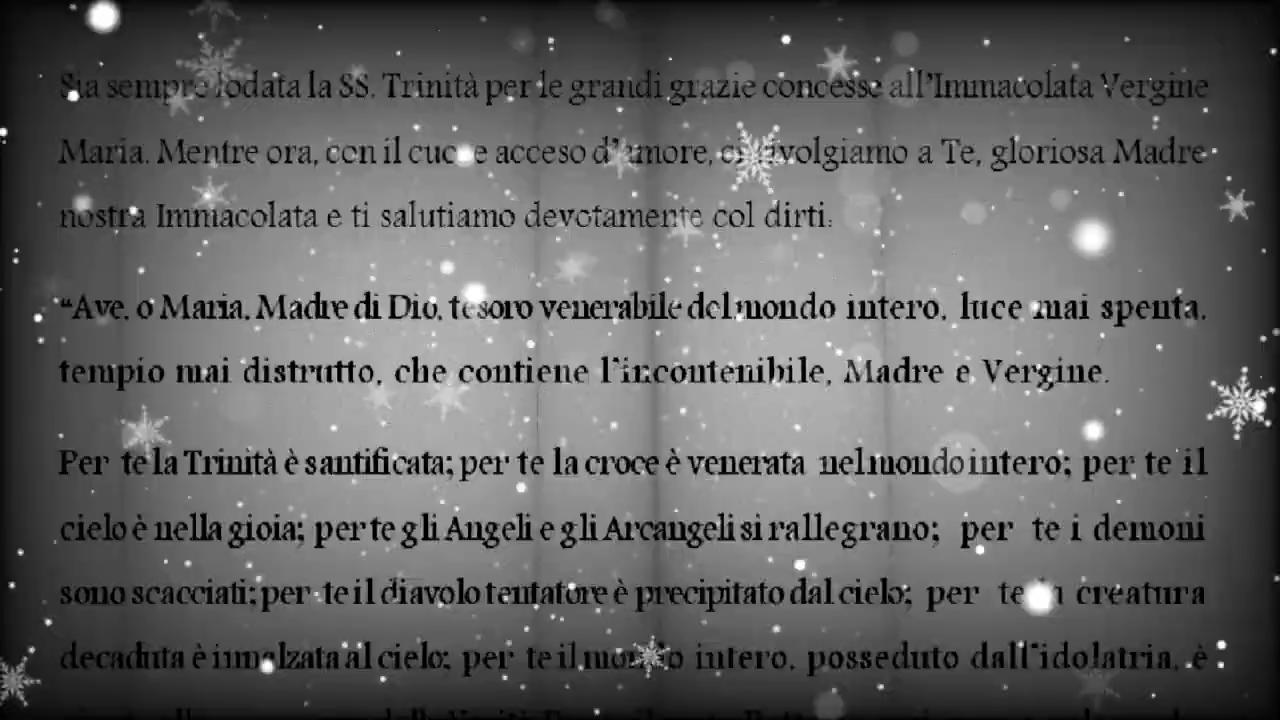 Sia sempre lodata la SS. Trinità per le grandi grazie concesse all'Immacolata Vergine
Maria. Mentre ora, con il cuore acceso d'amore, ci rivolgiamo a Te, gloriosa Madre
nostra Immacolata e ti salutiamo devotamente col dirti:
“Ave, o Maria, Madre di Dio, tesoro venerabile del mondo intero, luce mai spenta,
tempio mai distrutto, che contiene l'incontenibile, Madre e Vergine.
Per te la Trinità è santificata; per te la croce è venerata nel mondo intero; per te il
cielo è nella gioia; per te gli Angeli e gli Arcangeli si rallegrano; per te i demoni
sono scacciati; per te il diavolo tentatore è precipitato dal cielo; per te la creatura
decaduta è innalzata al cielo; per te il mondo intero, posseduto dall'idolatria, è